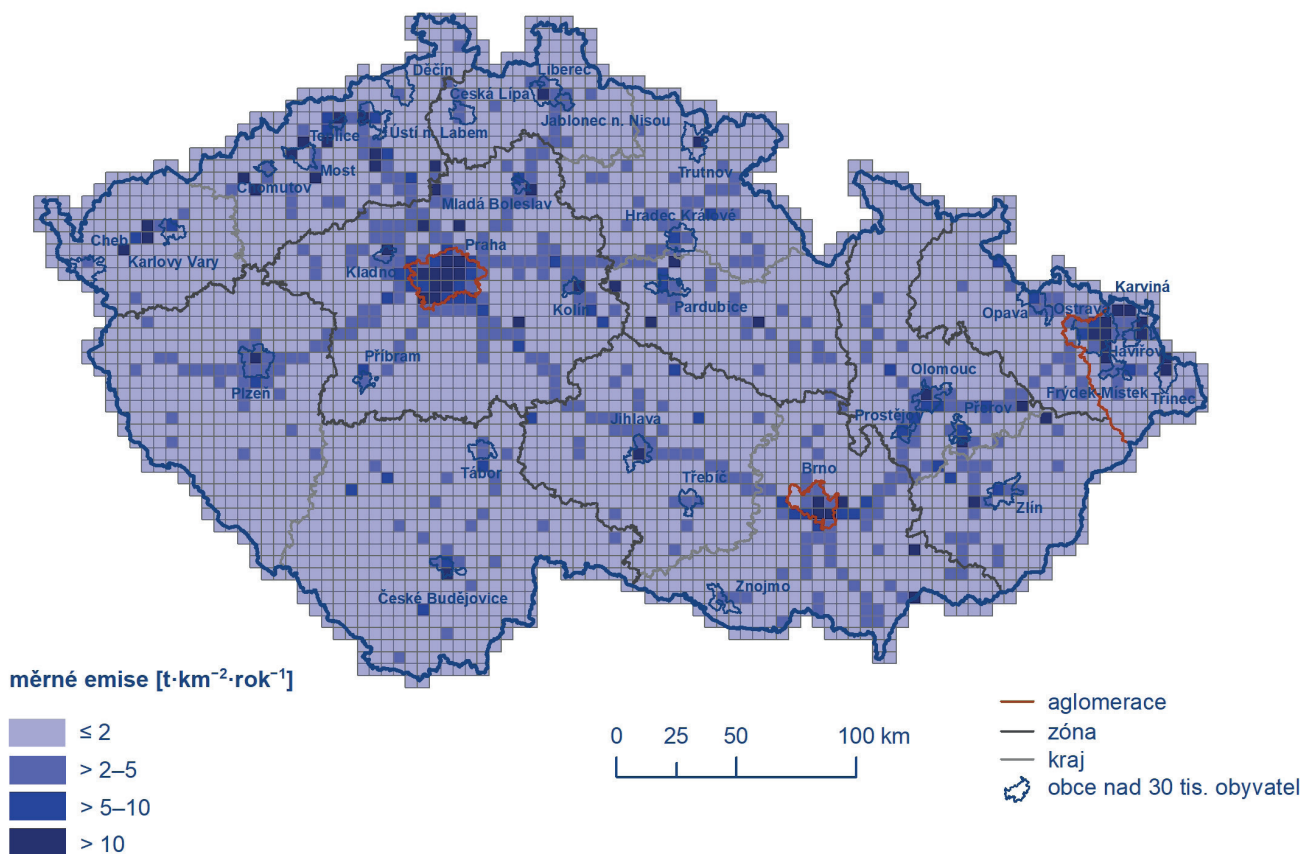 Děčín
Liberec
Česká Lípa
Jablonec n. Nisou
Teplice
Ústí n. Labem
Most
Chomutov
Trutnov
Mladá Boleslav
Hradec Králové
Cheb
Karlovy Vary
Praha
Kladno
Kolín
Pardubice
Karviná
Opava
Ostrava
Havířov
Příbram
Plzeň
Olomouc
Frýdek-Místek
Třinec
Prostějov
Přerov
Jihlava
Tábor
Třebíč
Brno
Zlín
České Budějovice
Znojmo
měrné emise [t·km⁻²·rok⁻¹]
≤ 2
> 2–5
> 5–10
> 10
0 25 50 100 km
aglomerace
zóna
kraj
obce nad 30 tis. obyvatel